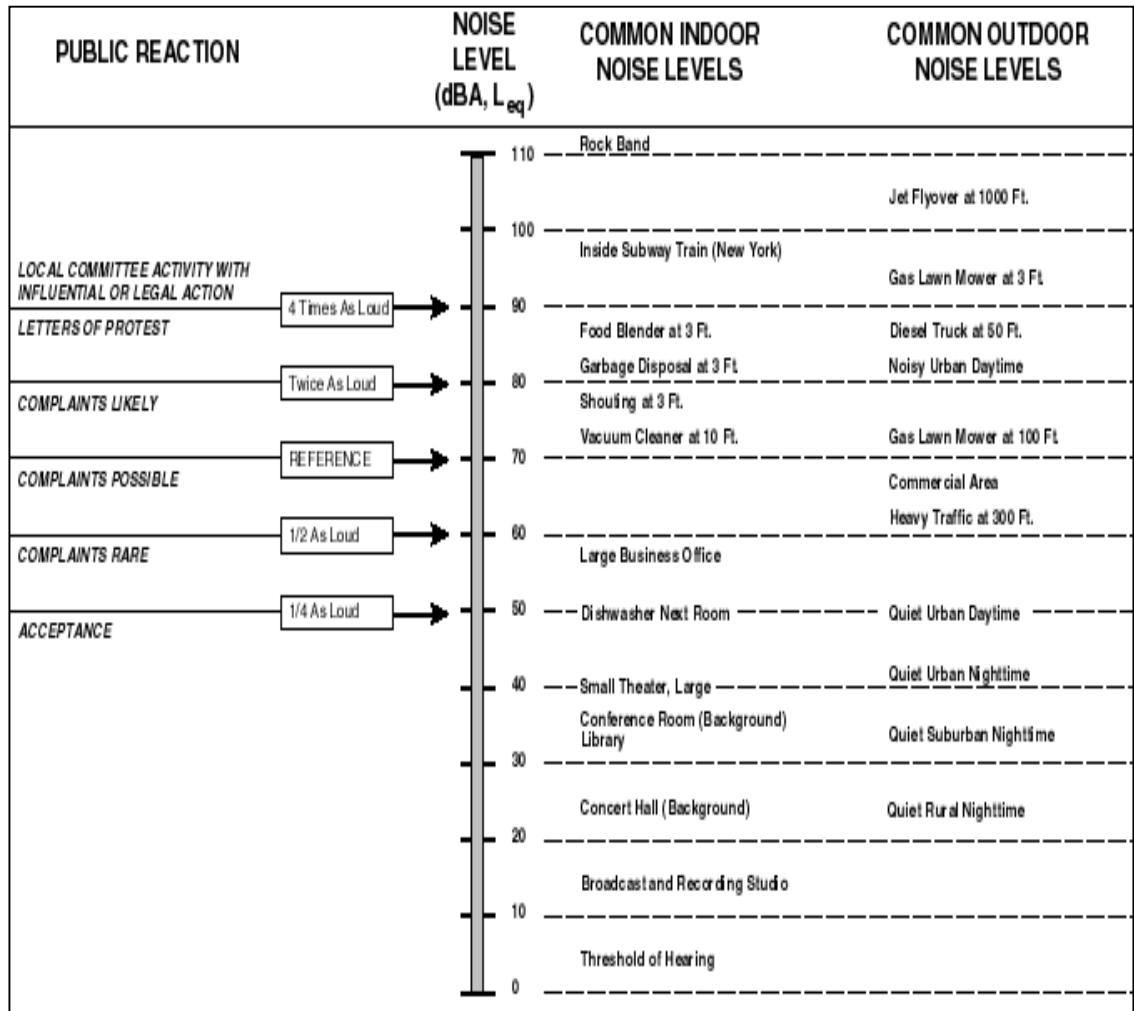 PUBLIC REACTION
NOISE
LEVEL
(dBA, Leq)
COMMON INDOOR
NOISE LEVELS
COMMON OUTDOOR
NOISE LEVELS
110
Rock Band
Jet Flyover at 1000 Ft.
100
Inside Subway Train (New York)
LOCAL COMMITTEE ACTIVITY WITH
INFLUENTIAL OR LEGAL ACTION
Gas Lawn Mower at 3 Ft.
4 Times As Loud
90
LETTERS OF PROTEST
Food Blender at 3 Ft.
Diesel Truck at 50 Ft.
Garbage Disposal at 3 Ft.
Noisy Urban Daytime
Twice As Loud
80
COMPLAINTS LIKELY
Shouting at 3 Ft.
Vacuum Cleaner at 10 Ft.
Gas Lawn Mower at 100 Ft.
REFERENCE
70
COMPLAINTS POSSIBLE
Commercial Area
Heavy Traffic at 300 Ft.
1/2 As Loud
60
COMPLAINTS RARE
Large Business Office
1/4 As Loud
50
Dishwasher Next Room
Quiet Urban Daytime
ACCEPTANCE
Quiet Urban Nighttime
40
Small Theater, Large
Conference Room (Background)
Library
Quiet Suburban Nighttime
30
Concert Hall (Background)
Quiet Rural Nighttime
20
Broadcast and Recording Studio
10
Threshold of Hearing
0